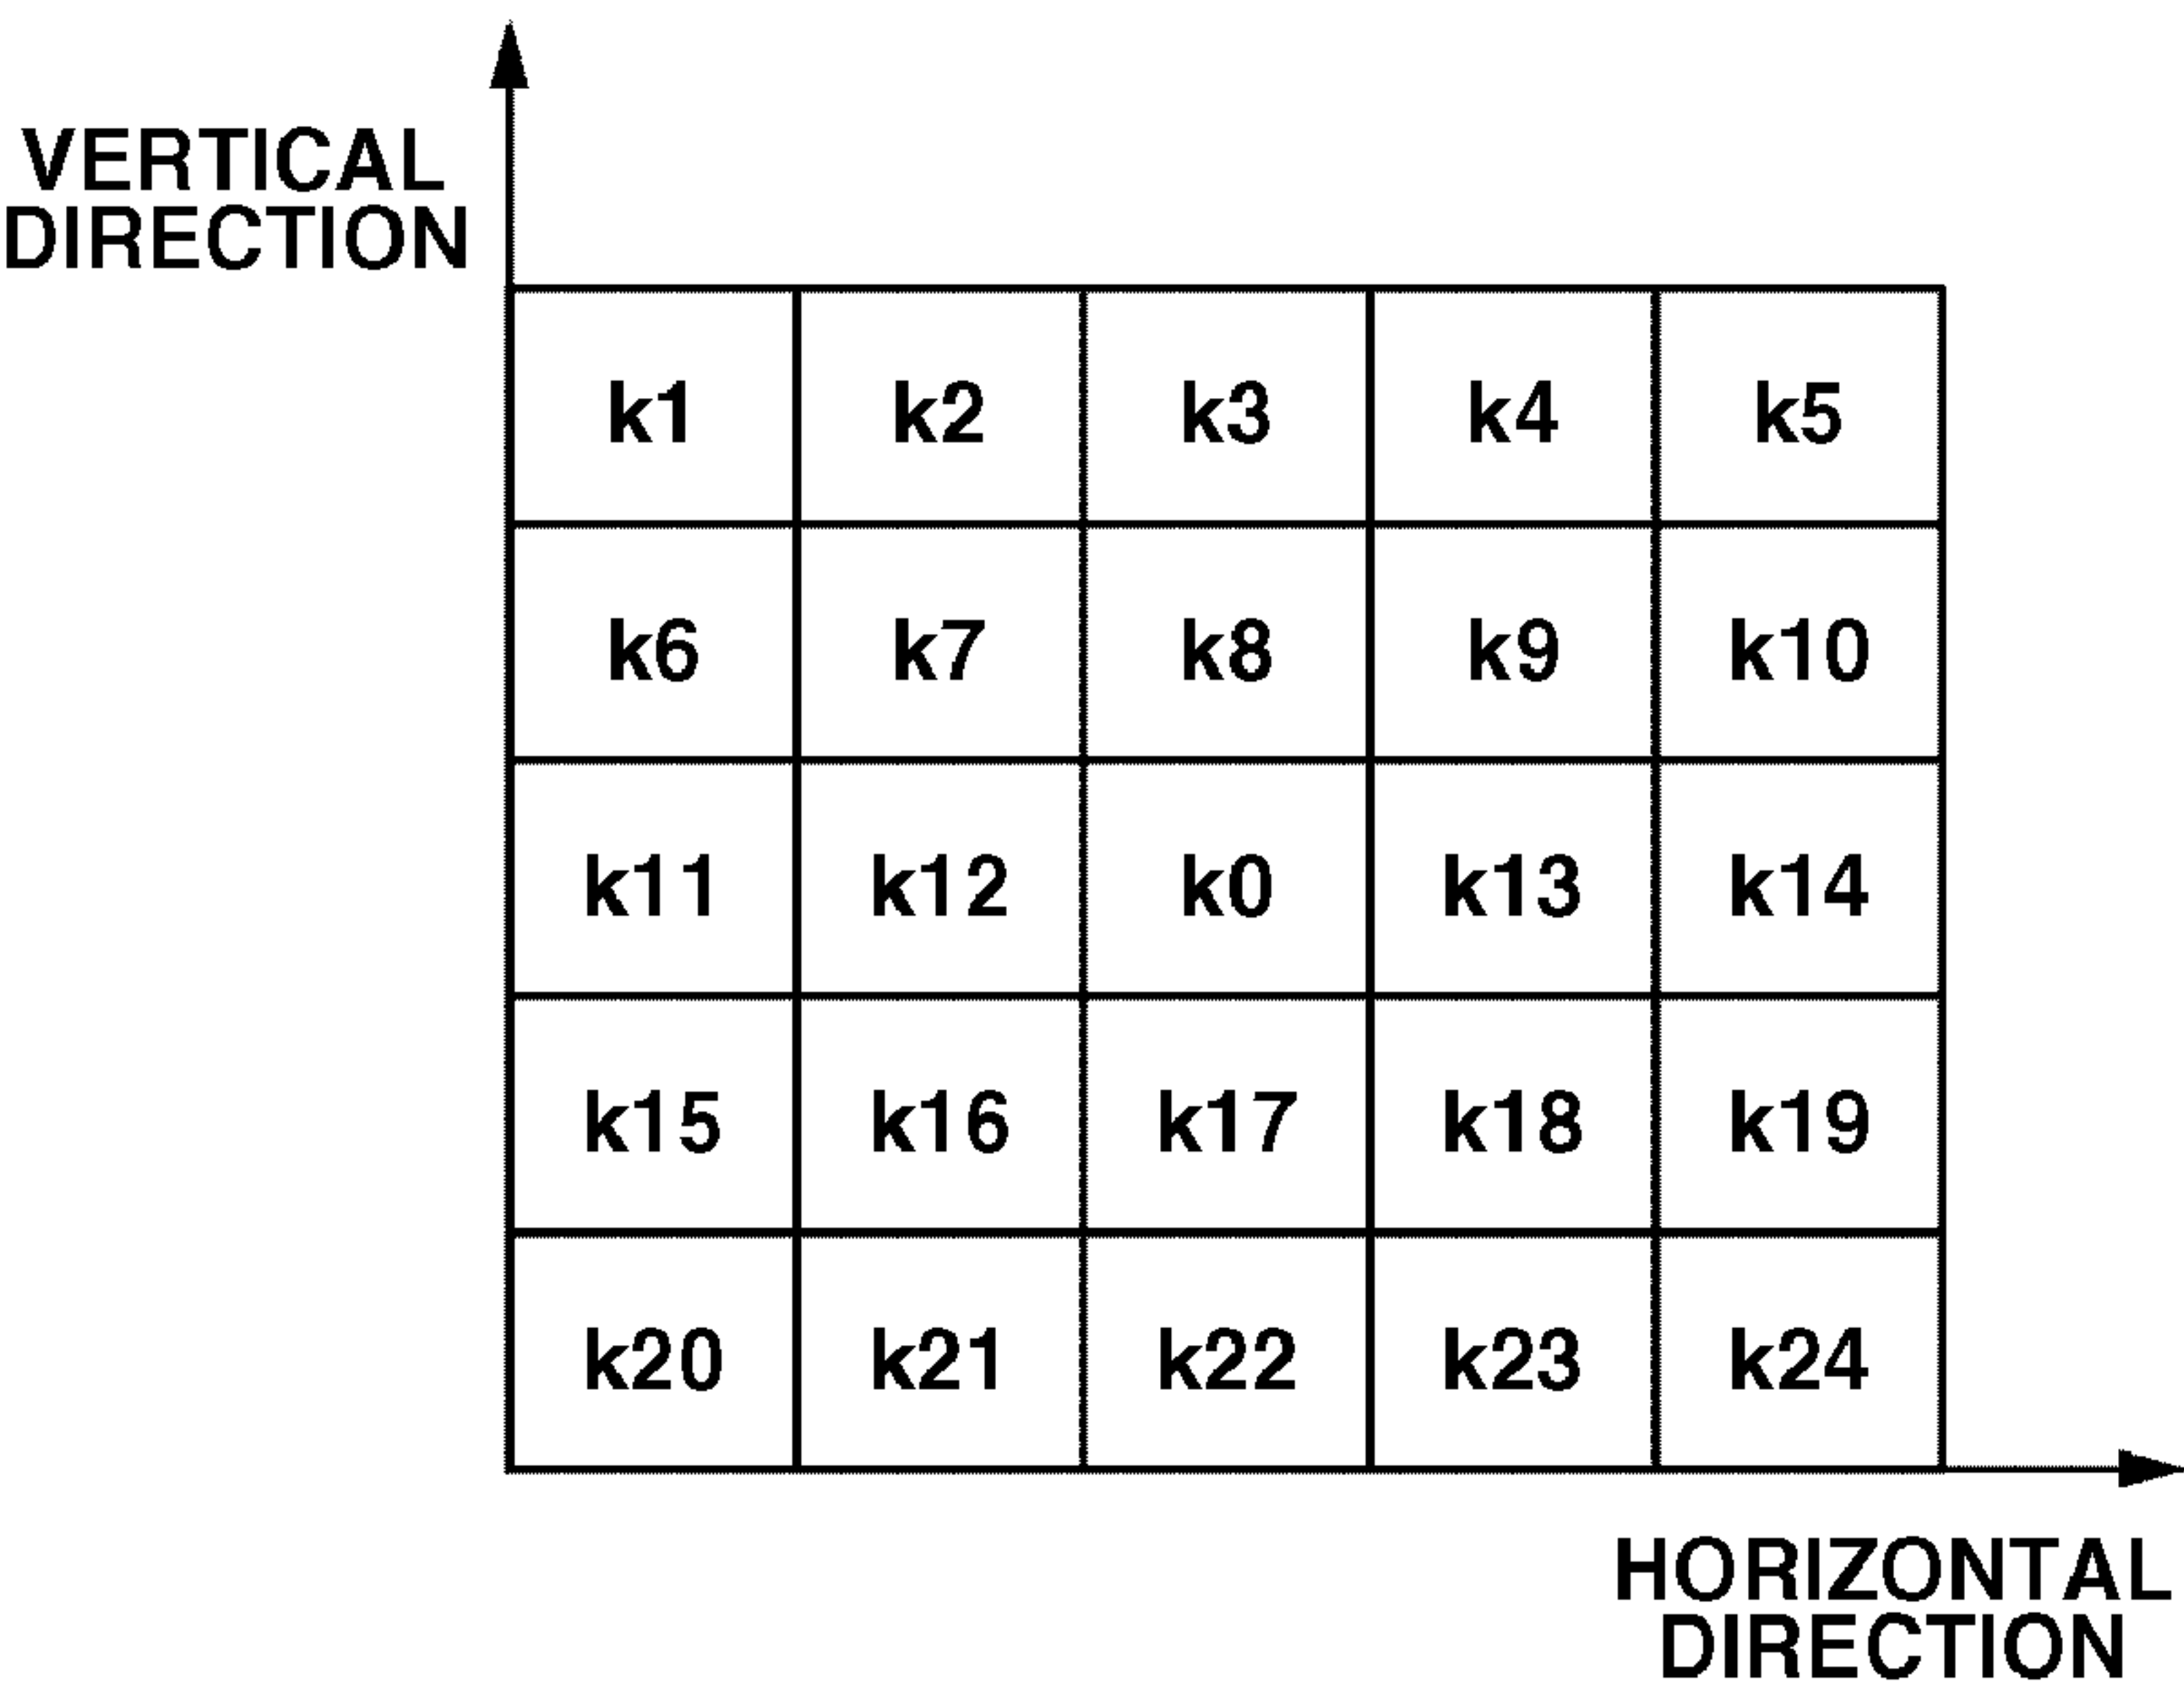 VERTICAL
DIRECTION
k1 k2 k3 k4 k5
k6 k7 k8 k9 k10
k11 k12 k0 k13 k14
k15 k16 k17 k18 k19
k20 k21 k22 k23 k24
HORIZONTAL
DIRECTION